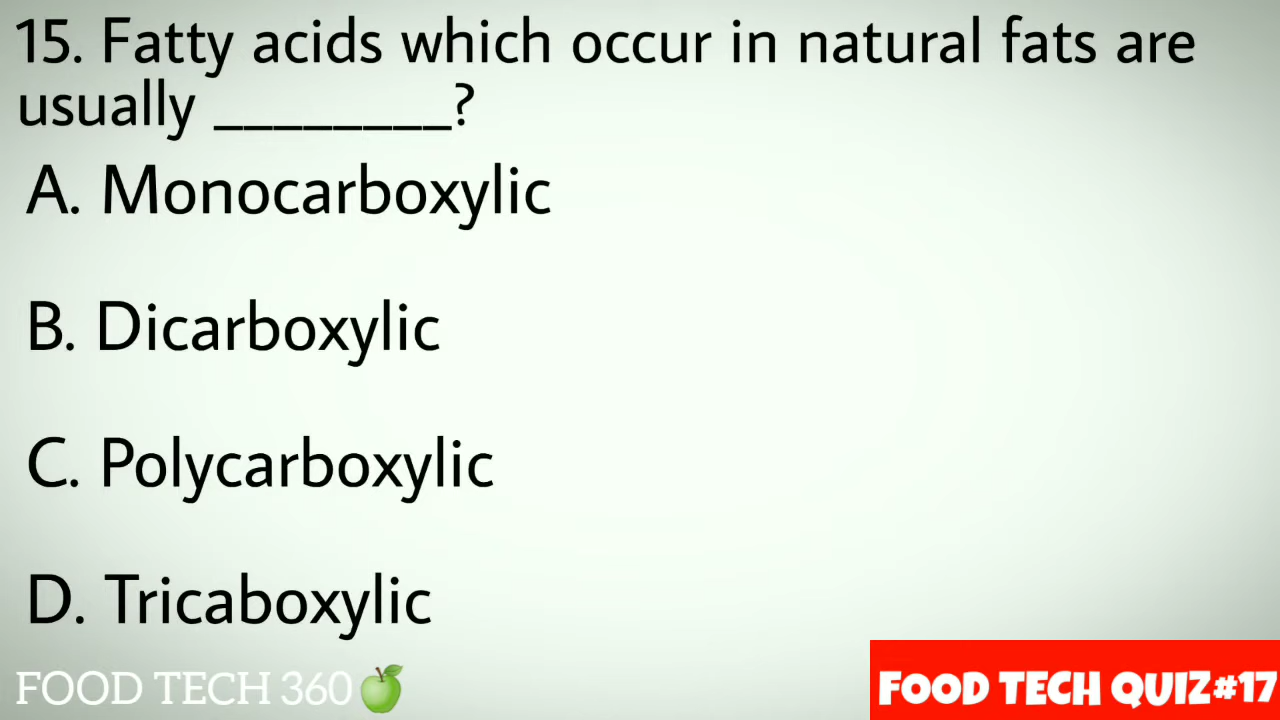 15. Fatty acids which occur in natural fats are
usually ________?
A. Monocarboxylic
B. Dicarboxylic
C. Polycarboxylic
D. Tricaboxylic
FOOD TECH 360
FOOD TECH QUIZ#17